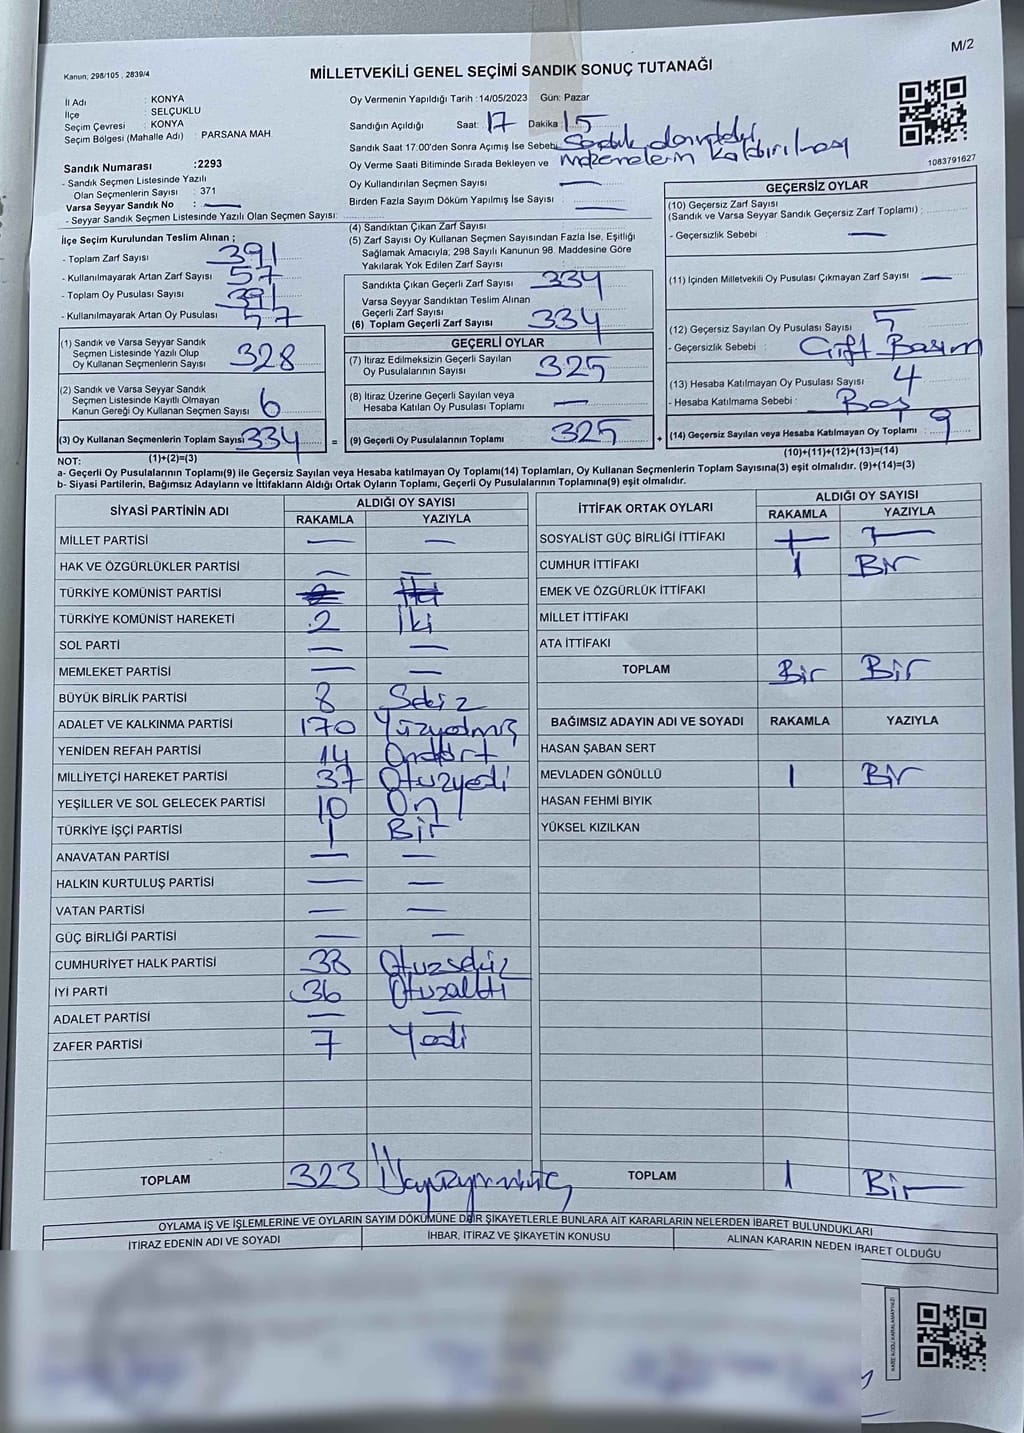 M/2
Kanun, 298/105 , 2839/4
MİLLETVEKİLİ GENEL SEÇİMİ SANDIK SONUÇ TUTANAĞI
İl Adı : KONYA
İlçe : SELÇUKLU
Seçim Çevresi : KONYA
Seçim Bölgesi (Mahalle Adı) : PARSANA MAH.
Sandık Numarası :2293
- Sandık Seçmen Listesinde Yazılı
Olan Seçmenlerin Sayısı : 371
Varsa Seyyar Sandık No : —
- Seyyar Sandık Seçmen Listesinde Yazılı Olan Seçmen Sayısı:
Oy Vermenin Yapıldığı Tarih :14/05/2023 Gün: Pazar
Sandığın Açıldığı Saat: 17 Dakika : 15
Sandık Saat 17.00'den Sonra Açımış İse Sebebi Sandık
Oy Verme Saati Bitiminde Sırada Bekleyen ve malzemelerin kaldırılması
Oy Kullandırılan Seçmen Sayısı —
Birden Fazla Sayım Döküm Yapılmış İse Sayısı : —
1083791627
İlçe Seçim Kurulundan Teslim Alınan ;
- Toplam Zarf Sayısı : 391
- Kullanılmayarak Artan Zarf Sayısı : 57
- Toplam Oy Pusulası Sayısı : 391
- Kullanılmayarak Artan Oy Pusulası : 57
(1) Sandık ve Varsa Seyyar Sandık
Seçmen Listesinde Yazılı Olup
Oy Kullanan Seçmenlerin Sayısı 328
(2) Sandık ve Varsa Seyyar Sandık
Seçmen Listesinde Kayıtlı Olmayan
Kanun Gereği Oy Kullanan Seçmen Sayısı 6
(3) Oy Kullanan Seçmenlerin Toplam Sayısı 334
(1)+(2)=(3)
(4) Sandıktan Çıkan Zarf Sayısı :
(5) Zarf Sayısı Oy Kullanan Seçmen Sayısından Fazla İse, Eşitliği
Sağlamak Amacıyla; 298 Sayılı Kanunun 98. Maddesine Göre
Yakılarak Yok Edilen Zarf Sayısı :
Sandıkta Çıkan Geçerli Zarf Sayısı : 334
Varsa Seyyar Sandıktan Teslim Alınan
Geçerli Zarf Sayısı :
(6) Toplam Geçerli Zarf Sayısı : 334
GEÇERLİ OYLAR
(7) İtiraz Edilmeksizin Geçerli Sayılan
Oy Pusulalarının Sayısı : 325
(8) İtiraz Üzerine Geçerli Sayılan veya
Hesaba Katılan Oy Pusulası Toplamı : —
= (9) Geçerli Oy Pusulalarının Toplamı 325 +
GEÇERSİZ OYLAR
(10) Geçersiz Zarf Sayısı
(Sandık ve Varsa Seyyar Sandık Geçersiz Zarf Toplamı) :
- Geçersizlik Sebebi : —
(11) İçinden Milletvekili Oy Pusulası Çıkmayan Zarf Sayısı : —
(12) Geçersiz Sayılan Oy Pusulası Sayısı : 5
- Geçersizlik Sebebi : Çift Basım
(13) Hesaba Katılmayan Oy Pusulası Sayısı : 4
- Hesaba Katılmama Sebebi : Boş
(14) Geçersiz Sayılan veya Hesaba Katılmayan Oy Toplamı : 9
(10)+(11)+(12)+(13)=(14)
NOT:
a- Geçerli Oy Pusulalarının Toplamı(9) ile Geçersiz Sayılan veya Hesaba katılmayan Oy Toplamı(14) Toplamları, Oy Kullanan Seçmenlerin Toplam Sayısına(3) eşit olmalıdır. (9)+(14)=(3)
b- Siyasi Partilerin, Bağımsız Adayların ve İttifakların Aldığı Ortak Oyların Toplamı, Geçerli Oy Pusulalarının Toplamına(9) eşit olmalıdır.
SİYASİ PARTİNİN ADI ALDIĞI OY SAYISI
RAKAMLA YAZIYLA
MİLLET PARTİSİ — —
HAK VE ÖZGÜRLÜKLER PARTİSİ — —
TÜRKİYE KOMÜNİST PARTİSİ
TÜRKİYE KOMÜNİST HAREKETİ 2 İki
SOL PARTİ — —
MEMLEKET PARTİSİ — —
BÜYÜK BİRLİK PARTİSİ 8 Sekiz
ADALET VE KALKINMA PARTİSİ 170 Yüzyetmiş
YENİDEN REFAH PARTİSİ 14 Ondört
MİLLİYETÇİ HAREKET PARTİSİ 37 Otuzyedi
YEŞİLLER VE SOL GELECEK PARTİSİ 10 On
TÜRKİYE İŞÇİ PARTİSİ 1 Bir
ANAVATAN PARTİSİ — —
HALKIN KURTULUŞ PARTİSİ — —
VATAN PARTİSİ — —
GÜÇ BİRLİĞİ PARTİSİ — —
CUMHURİYET HALK PARTİSİ 38 Otuzsekiz
İYİ PARTİ 36 Otuzaltı
ADALET PARTİSİ — —
ZAFER PARTİSİ 7 Yedi
TOPLAM 323
İTTİFAK ORTAK OYLARI ALDIĞI OY SAYISI
RAKAMLA YAZIYLA
SOSYALİST GÜÇ BİRLİĞİ İTTİFAKI
CUMHUR İTTİFAKI 1 Bir
EMEK VE ÖZGÜRLÜK İTTİFAKI
MİLLET İTTİFAKI
ATA İTTİFAKI
TOPLAM Bir Bir
BAĞIMSIZ ADAYIN ADI VE SOYADI RAKAMLA YAZIYLA
HASAN ŞABAN SERT
MEVLADEN GÖNÜLLÜ 1 Bir
HASAN FEHMİ BIYIK
YÜKSEL KIZILKAN
TOPLAM 1 Bir
OYLAMA İŞ VE İŞLEMLERİNE VE OYLARIN SAYIM DÖKÜMÜNE DAİR ŞİKAYETLERLE BUNLARA AİT KARARLARIN NELERDEN İBARET BULUNDUKLARI
İTİRAZ EDENİN ADI VE SOYADI İHBAR, İTİRAZ VE ŞİKAYETİN KONUSU ALINAN KARARIN NEDEN İBARET OLDUĞU